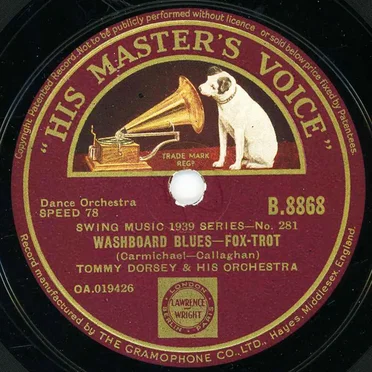 Copyright. Patented Record. Not to be publicly performed without licence or sold below price fixed by Patentees.
"HIS MASTER'S VOICE"
TRADE MARK
REGD
Dance Orchestra
SPEED 78
B.8868
SWING MUSIC 1939 SERIES—No. 281
WASHBOARD BLUES—FOX-TROT
(Carmichael—Callaghan)
TOMMY DORSEY & HIS ORCHESTRA
OA.019426
LONDON
LAWRENCE
WRIGHT
BERLIN PARIS
Record manufactured by THE GRAMOPHONE CO., LTD., Hayes, Middlesex, England.